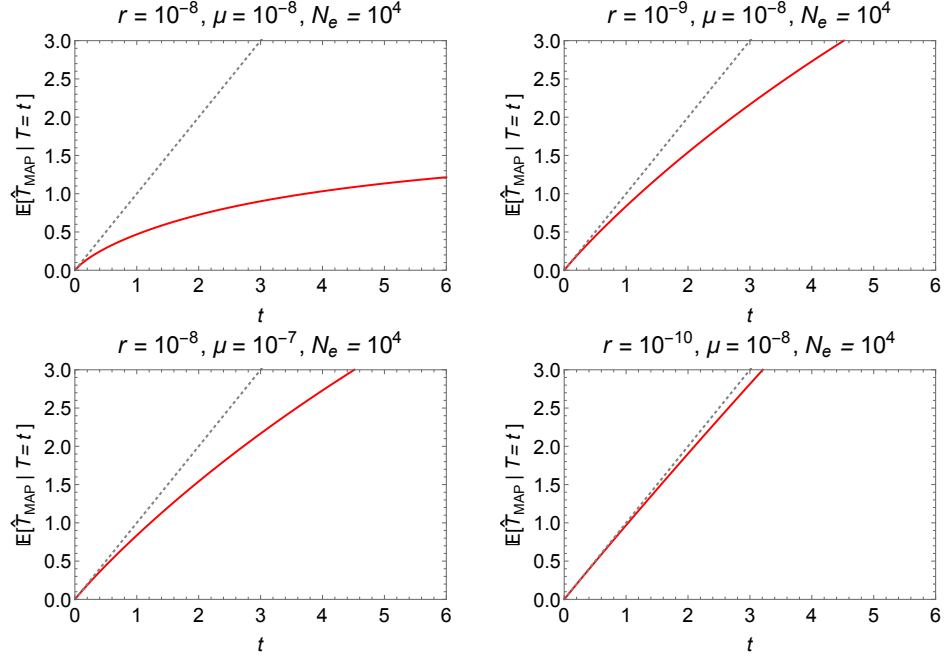 r = 10⁻⁸, μ = 10⁻⁸, Nₑ = 10⁴
𝔼[T̂_MAP | T = t]
3.0
2.5
2.0
1.5
1.0
0.5
0.0
0 1 2 3 4 5 6
t
r = 10⁻⁹, μ = 10⁻⁸, Nₑ = 10⁴
𝔼[T̂_MAP | T = t]
3.0
2.5
2.0
1.5
1.0
0.5
0.0
0 1 2 3 4 5 6
t
r = 10⁻⁸, μ = 10⁻⁷, Nₑ = 10⁴
𝔼[T̂_MAP | T = t]
3.0
2.5
2.0
1.5
1.0
0.5
0.0
0 1 2 3 4 5 6
t
r = 10⁻¹⁰, μ = 10⁻⁸, Nₑ = 10⁴
𝔼[T̂_MAP | T = t]
3.0
2.5
2.0
1.5
1.0
0.5
0.0
0 1 2 3 4 5 6
t